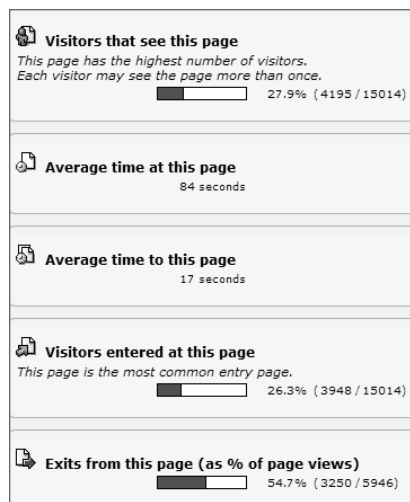 Visitors that see this page
This page has the highest number of visitors.
Each visitor may see the page more than once.
27.9% (4195/15014)
Average time at this page
84 seconds
Average time to this page
17 seconds
Visitors entered at this page
This page is the most common entry page.
26.3% (3948/15014)
Exits from this page (as % of page views)
54.7% (3250/5946)